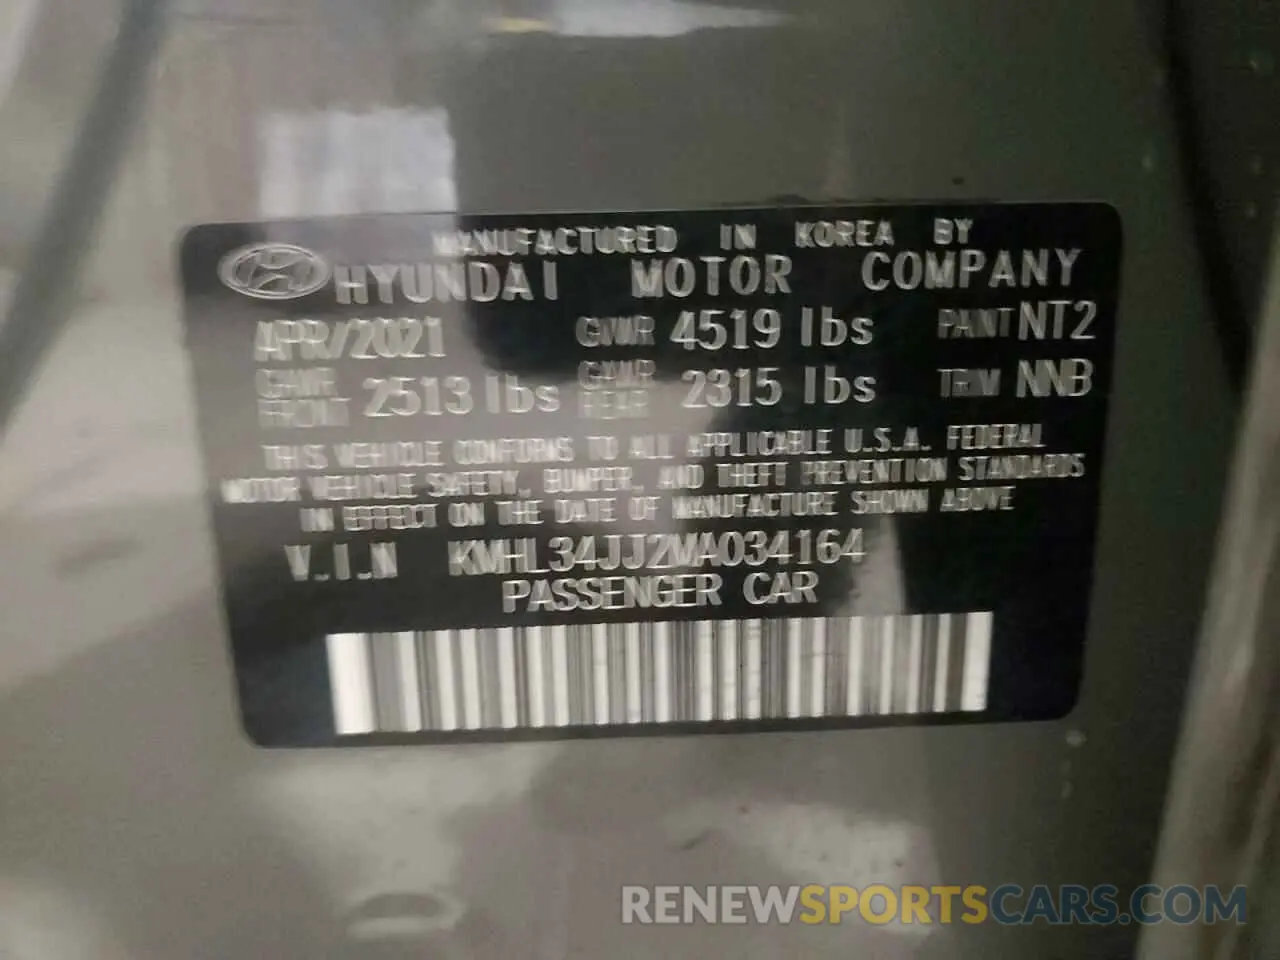 MANUFACTURED IN KOREA BY
HYUNDAI MOTOR COMPANY
APR/2021 GVWR 4519 lbs PAINT NT2
GAWR FRONT 2513 lbs GAWR REAR 2315 lbs TRIM NNB
THIS VEHICLE CONFORMS TO ALL APPLICABLE U.S.A. FEDERAL
MOTOR VEHICLE SAFETY, BUMPER, AND THEFT PREVENTION STANDARDS
IN EFFECT ON THE DATE OF MANUFACTURE SHOWN ABOVE
V.I.N KMHL34JJ2MA034164
PASSENGER CAR
RENEWSPORTSCARS.COM